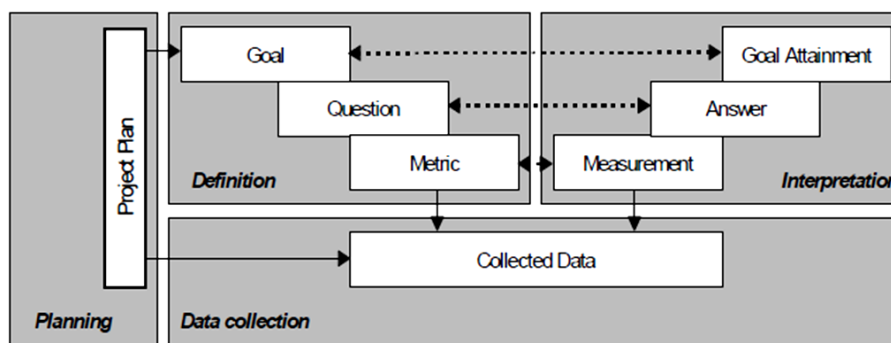 Project Plan
Planning
Goal
Question
Metric
Definition
Goal Attainment
Answer
Measurement
Interpretation
Collected Data
Data collection